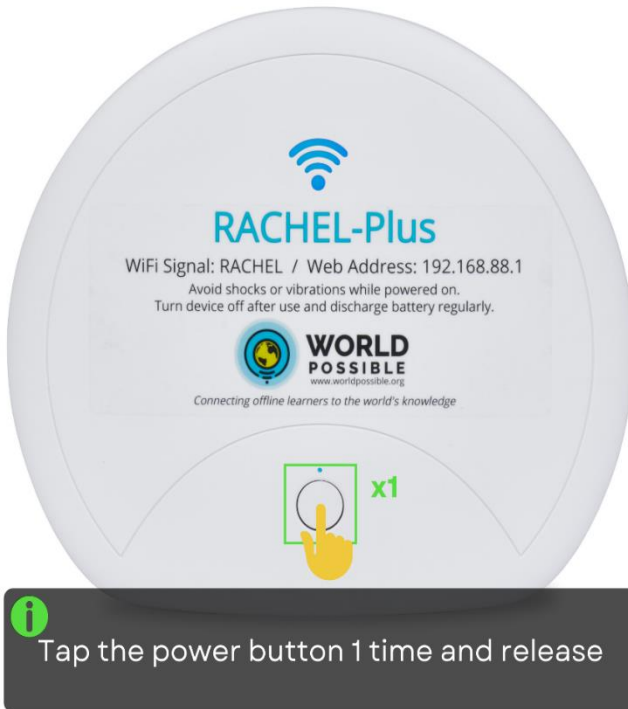 RACHEL-Plus
WiFi Signal: RACHEL / Web Address: 192.168.88.1
Avoid shocks or vibrations while powered on.
Turn device off after use and discharge battery regularly.
WORLD
POSSIBLE
www.worldpossible.org
Connecting offline learners to the world's knowledge
x1
i
Tap the power button 1 time and release